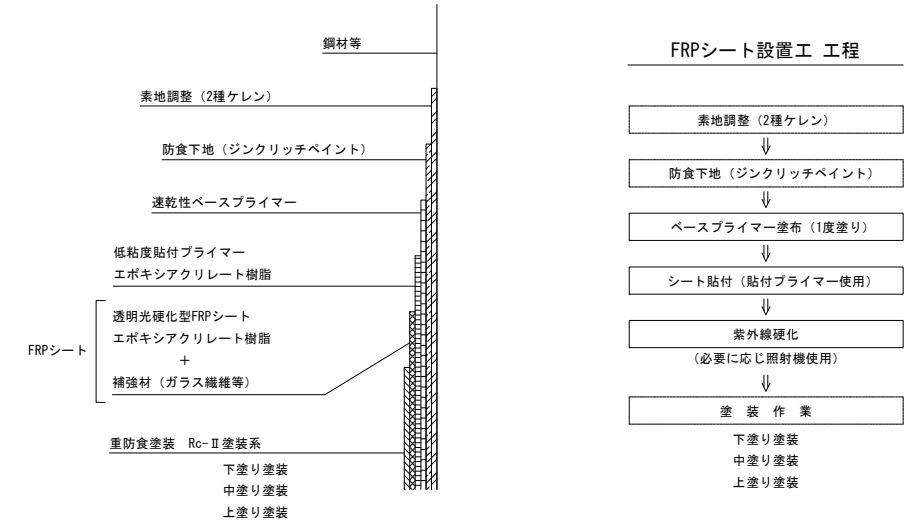 鋼材等
素地調整（2種ケレン）
防食下地（ジンクリッチペイント）
速乾性ベースプライマー
低粘度貼付プライマー
エポキシアクリレート樹脂
FRPシート
透明光硬化型FRPシート
エポキシアクリレート樹脂
＋
補強材（ガラス繊維等）
重防食塗装　Rc-Ⅱ塗装系
下塗り塗装
中塗り塗装
上塗り塗装
FRPシート設置工 工程
素地調整（2種ケレン）
⇓
防食下地（ジンクリッチペイント）
⇓
ベースプライマー塗布（1度塗り）
⇓
シート貼付（貼付プライマー使用）
⇓
紫外線硬化
（必要に応じ照射機使用）
⇓
塗 装 作 業
下塗り塗装
中塗り塗装
上塗り塗装